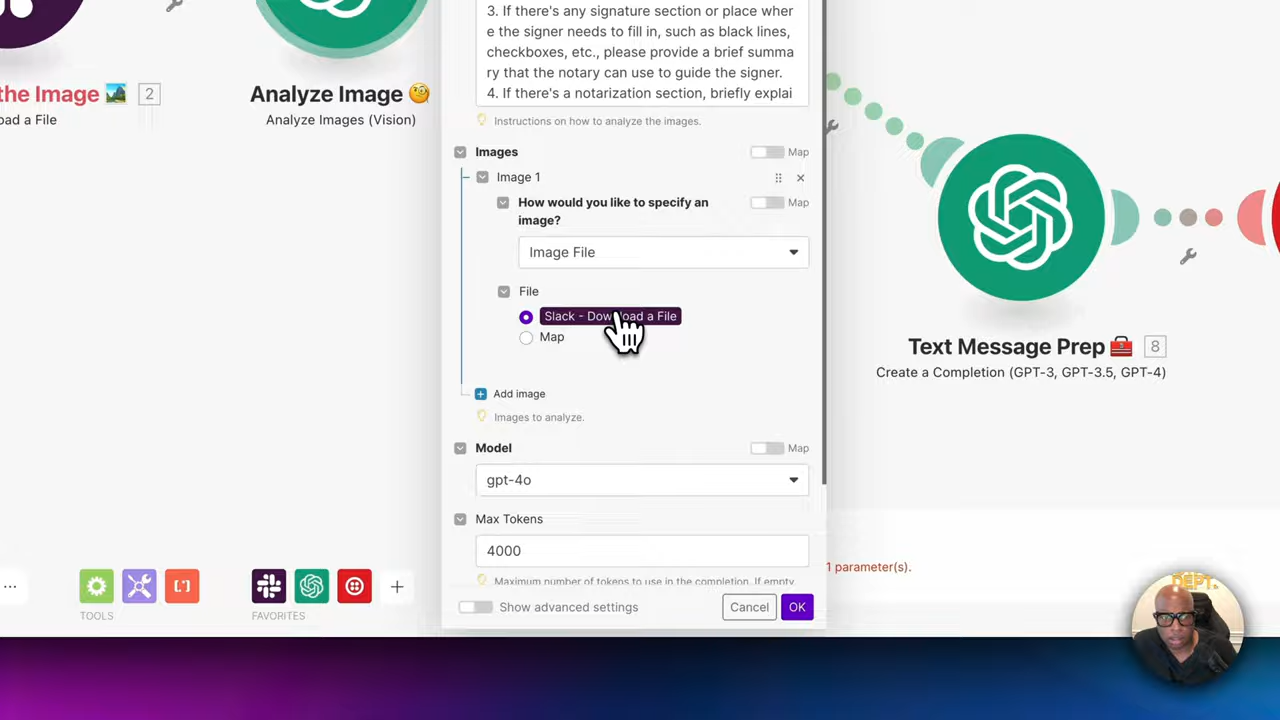 3. If there's any signature section or place wher
e the signer needs to fill in, such as black lines,
checkboxes, etc., please provide a brief summa
ry that the notary can use to guide the signer.
4. If there's a notarization section, briefly explai
Instructions on how to analyze the images.
the Image 2
oad a File
Analyze Image
Analyze Images (Vision)
Images Map
Image 1
How would you like to specify an
image?
Map
Image File
File
Slack - Download a File
Map
Add image
Images to analyze.
Model Map
gpt-4o
Max Tokens
4000
Maximum number of tokens to use in the completion. If empty
Show advanced settings Cancel OK
Text Message Prep 8
Create a Completion (GPT-3, GPT-3.5, GPT-4)
1 parameter(s).
TOOLS
FAVORITES
DEPT.